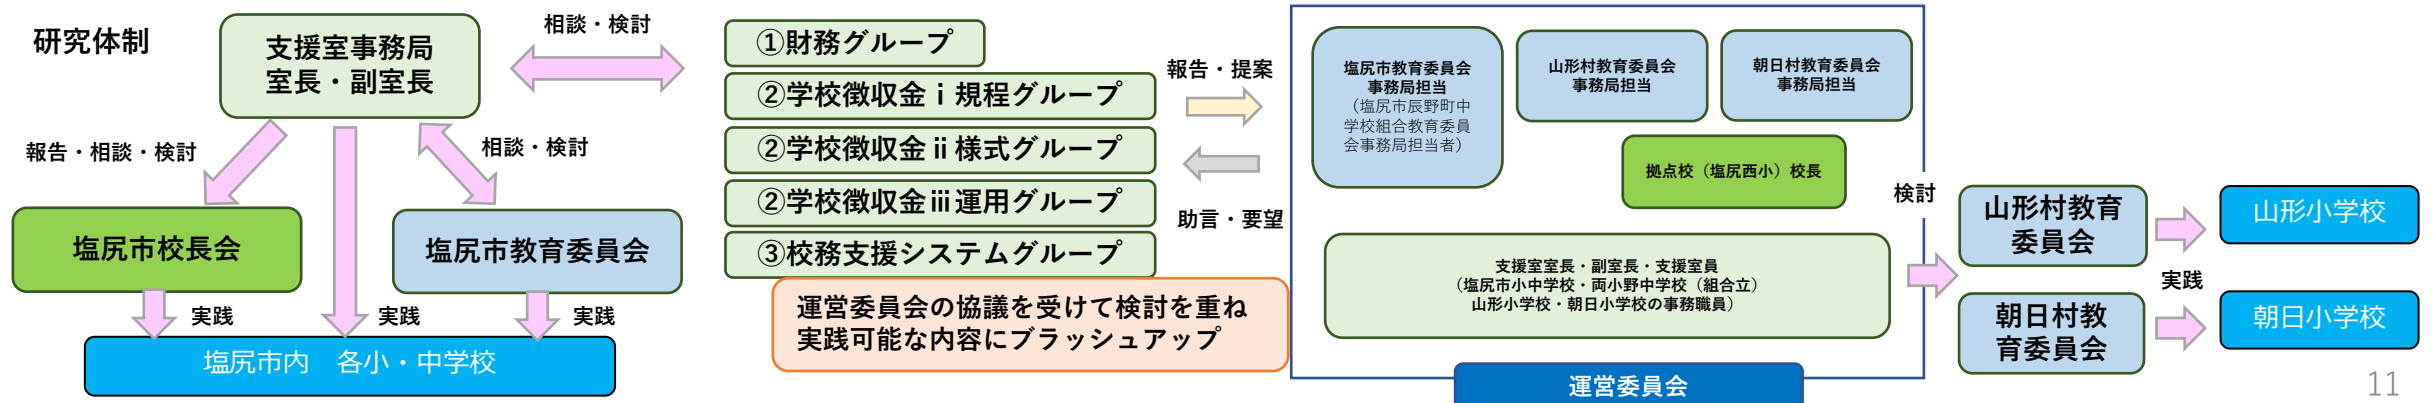 研究体制
支援室事務局
室長・副室長
相談・検討
報告・相談・検討
相談・検討
塩尻市校長会
塩尻市教育委員会
実践
実践
実践
塩尻市内　各小・中学校
①財務グループ
②学校徴収金ⅰ規程グループ
②学校徴収金ⅱ様式グループ
②学校徴収金ⅲ運用グループ
③校務支援システムグループ
運営委員会の協議を受けて検討を重ね
実践可能な内容にブラッシュアップ
報告・提案
助言・要望
塩尻市教育委員会
事務局担当
（塩尻市辰野町中
学校組合教育委員
会事務局担当者）
山形村教育委員会
事務局担当
朝日村教育委員会
事務局担当
拠点校（塩尻西小）校長
支援室室長・副室長・支援室員
（塩尻市小中学校・両小野中学校（組合立）
山形小学校・朝日小学校の事務職員）
運営委員会
検討
山形村教育
委員会
朝日村教
育委員会
実践
山形小学校
朝日小学校
11